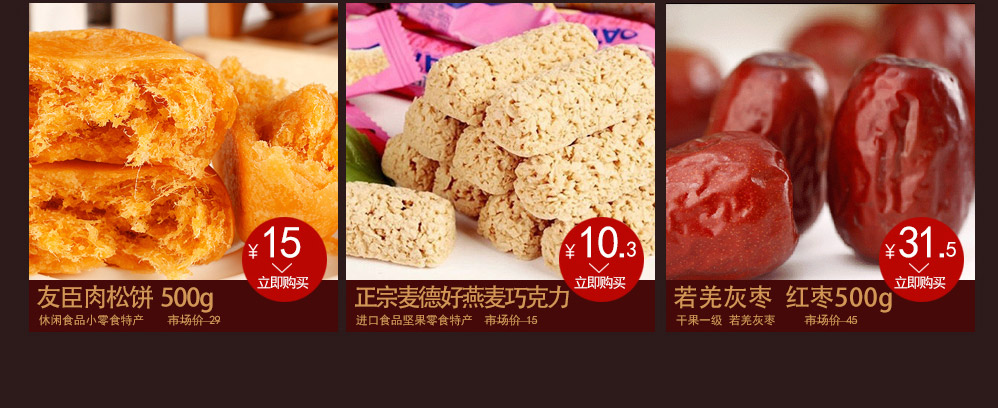 ¥15
立即购买
友臣肉松饼 500g
休闲食品小零食特产 市场价 29
¥10.3
立即购买
正宗麦德好燕麦巧克力
进口食品坚果零食特产 市场价 15
¥31.5
立即购买
若羌灰枣 红枣500g
干果一级 若羌灰枣 市场价 45